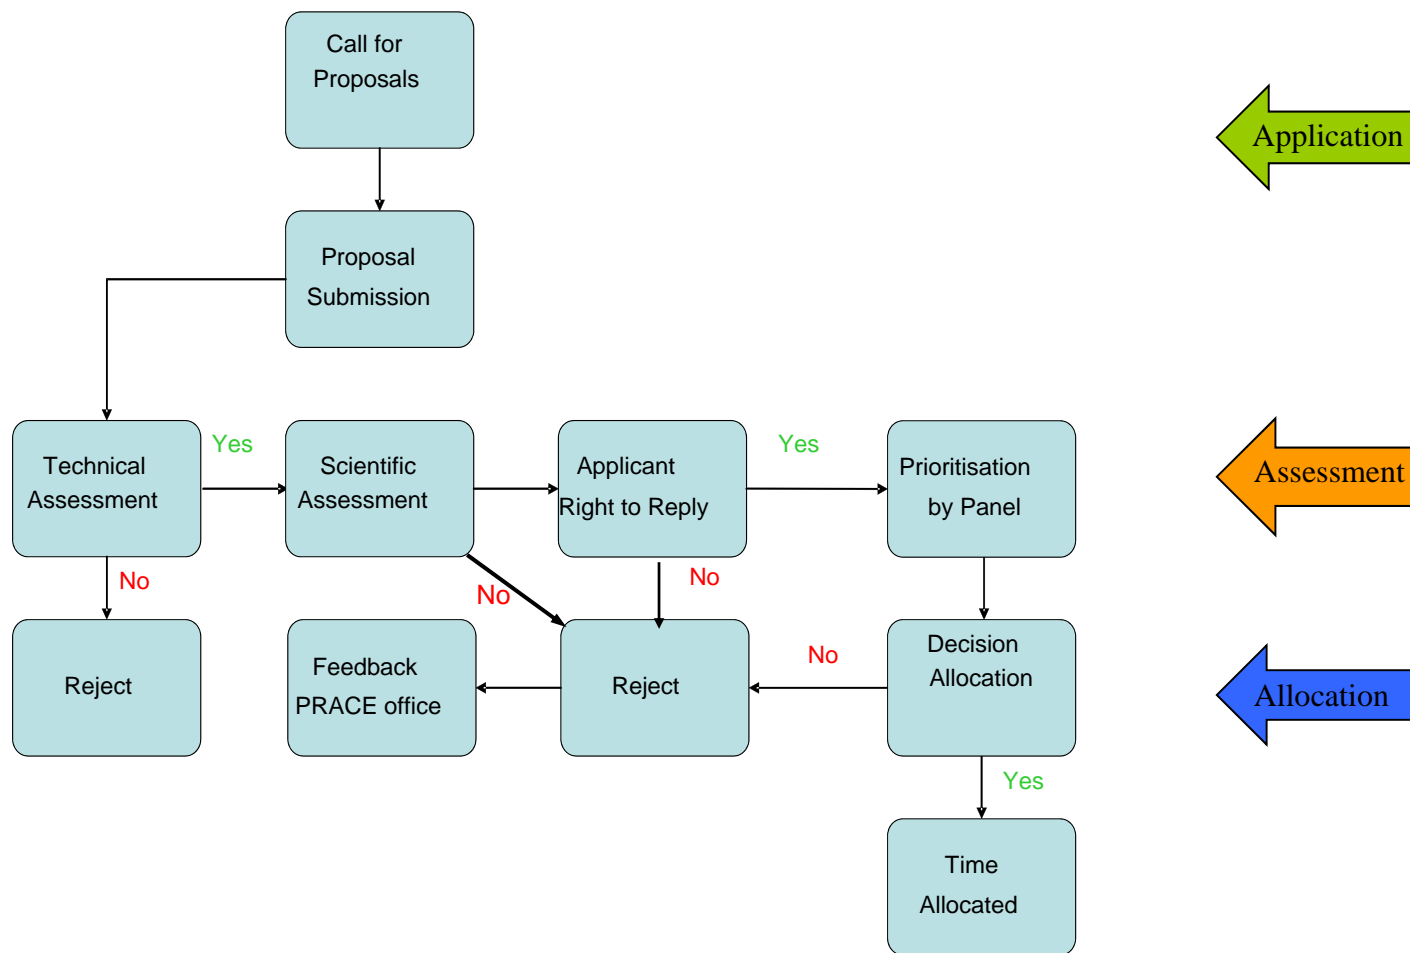 Call for
Proposals
Application
Proposal
Submission
Technical
Assessment
Yes
Scientific
Assessment
Applicant
Right to Reply
Yes
Prioritisation
by Panel
Assessment
No
No
No
Reject
Feedback
PRACE office
Reject
No
Decision
Allocation
Allocation
Yes
Time
Allocated